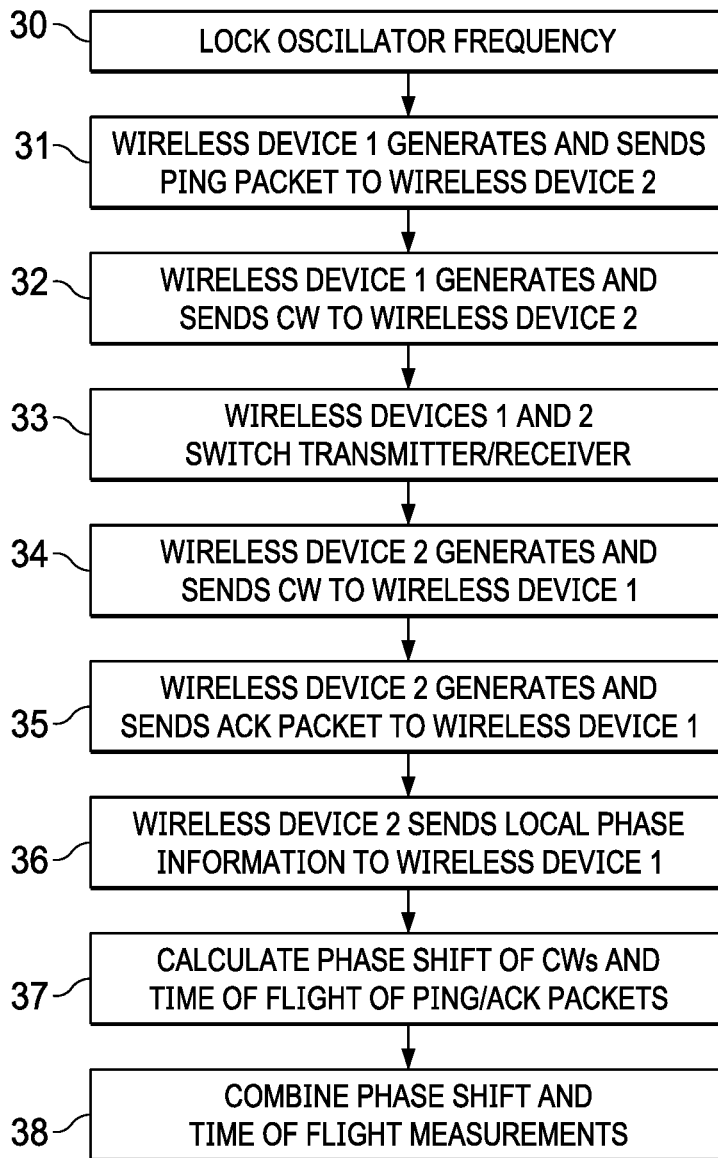 30
LOCK OSCILLATOR FREQUENCY
31
WIRELESS DEVICE 1 GENERATES AND SENDS
PING PACKET TO WIRELESS DEVICE 2
32
WIRELESS DEVICE 1 GENERATES AND
SENDS CW TO WIRELESS DEVICE 2
33
WIRELESS DEVICES 1 AND 2
SWITCH TRANSMITTER/RECEIVER
34
WIRELESS DEVICE 2 GENERATES AND
SENDS CW TO WIRELESS DEVICE 1
35
WIRELESS DEVICE 2 GENERATES AND
SENDS ACK PACKET TO WIRELESS DEVICE 1
36
WIRELESS DEVICE 2 SENDS LOCAL PHASE
INFORMATION TO WIRELESS DEVICE 1
37
CALCULATE PHASE SHIFT OF CWs AND
TIME OF FLIGHT OF PING/ACK PACKETS
38
COMBINE PHASE SHIFT AND
TIME OF FLIGHT MEASUREMENTS